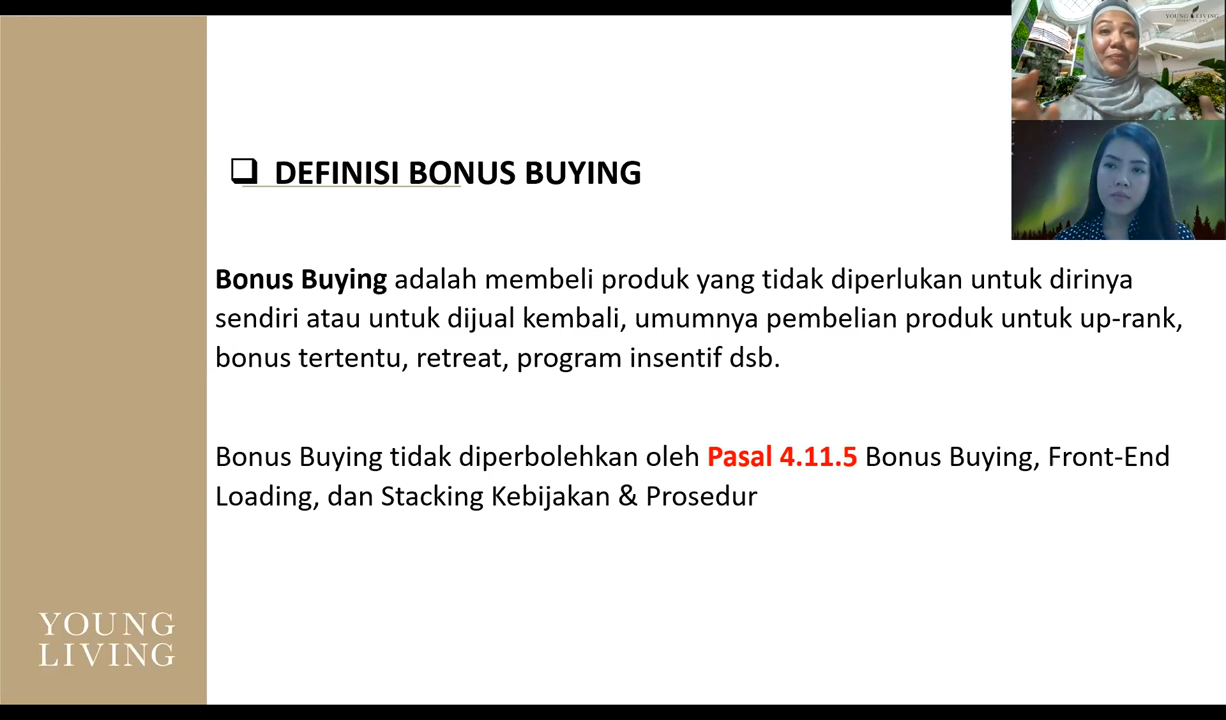 YOUNG LIVING
DEFINISI BONUS BUYING
Bonus Buying adalah membeli produk yang tidak diperlukan untuk dirinya
sendiri atau untuk dijual kembali, umumnya pembelian produk untuk up-rank,
bonus tertentu, retreat, program insentif dsb.
Bonus Buying tidak diperbolehkan oleh Pasal 4.11.5 Bonus Buying, Front-End
Loading, dan Stacking Kebijakan & Prosedur
YOUNG
LIVING